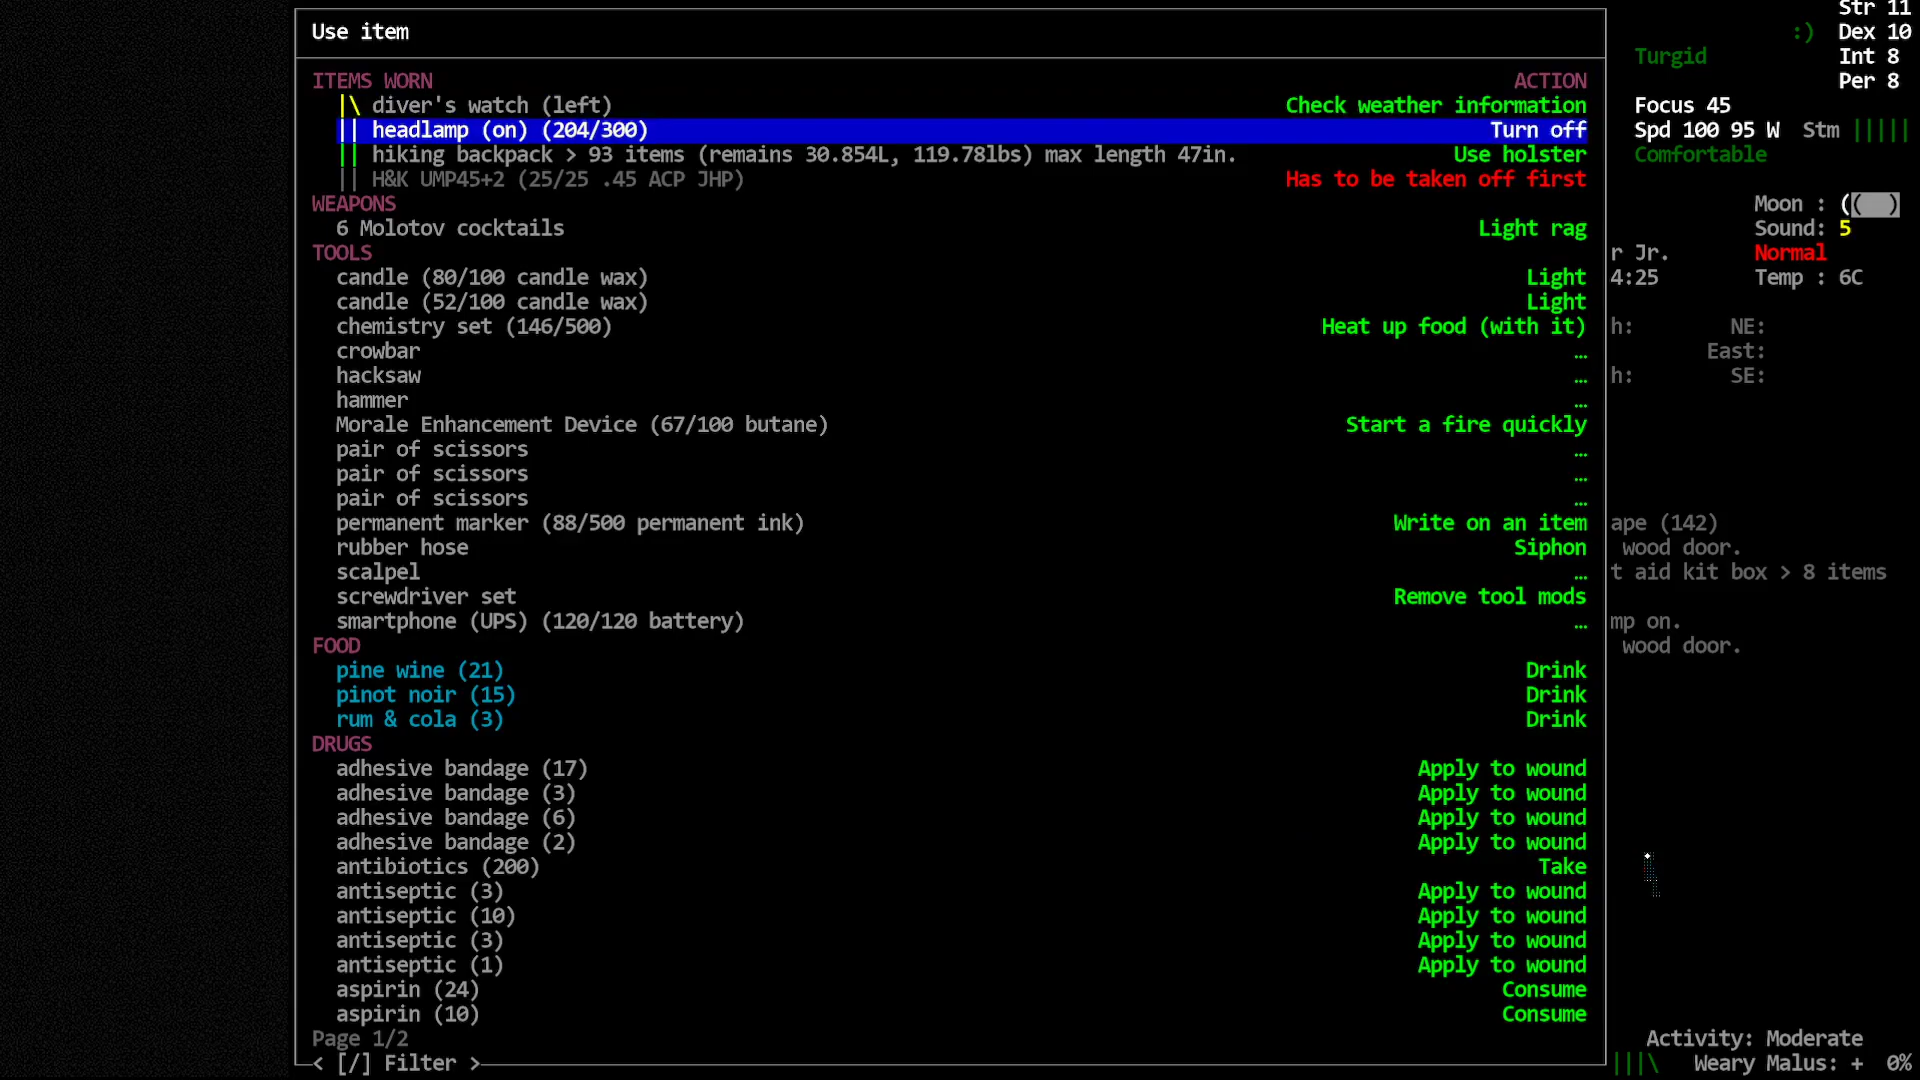 Use item
Str 11
:) Dex 10
Turgid Int 8
Per 8
ITEMS WORN ACTION
|\ diver's watch (left) Check weather information
Focus 45
|| headlamp (on) (204/300) Turn off
Spd 100 95 W Stm |||||
|| hiking backpack > 93 items (remains 30.854L, 119.78lbs) max length 47in. Use holster
Comfortable
|| H&K UMP45+2 (25/25 .45 ACP JHP) Has to be taken off first
WEAPONS
Moon : (( )
6 Molotov cocktails Light rag
Sound: 5
TOOLS
r Jr. Normal
candle (80/100 candle wax) Light
4:25 Temp : 6C
candle (52/100 candle wax) Light
chemistry set (146/500) Heat up food (with it)
h: NE:
crowbar …
East:
hacksaw …
h: SE:
hammer …
Morale Enhancement Device (67/100 butane) Start a fire quickly
pair of scissors …
pair of scissors …
pair of scissors …
permanent marker (88/500 permanent ink) Write on an item
ape (142)
rubber hose Siphon
wood door.
scalpel …
t aid kit box > 8 items
screwdriver set Remove tool mods
smartphone (UPS) (120/120 battery) …
mp on.
FOOD
wood door.
pine wine (21) Drink
pinot noir (15) Drink
rum & cola (3) Drink
DRUGS
adhesive bandage (17) Apply to wound
adhesive bandage (3) Apply to wound
adhesive bandage (6) Apply to wound
adhesive bandage (2) Apply to wound
antibiotics (200) Take
antiseptic (3) Apply to wound
antiseptic (10) Apply to wound
antiseptic (3) Apply to wound
antiseptic (1) Apply to wound
aspirin (24) Consume
aspirin (10) Consume
Page 1/2
Activity: Moderate
< [/] Filter >
|||\ Weary Malus: + 0%